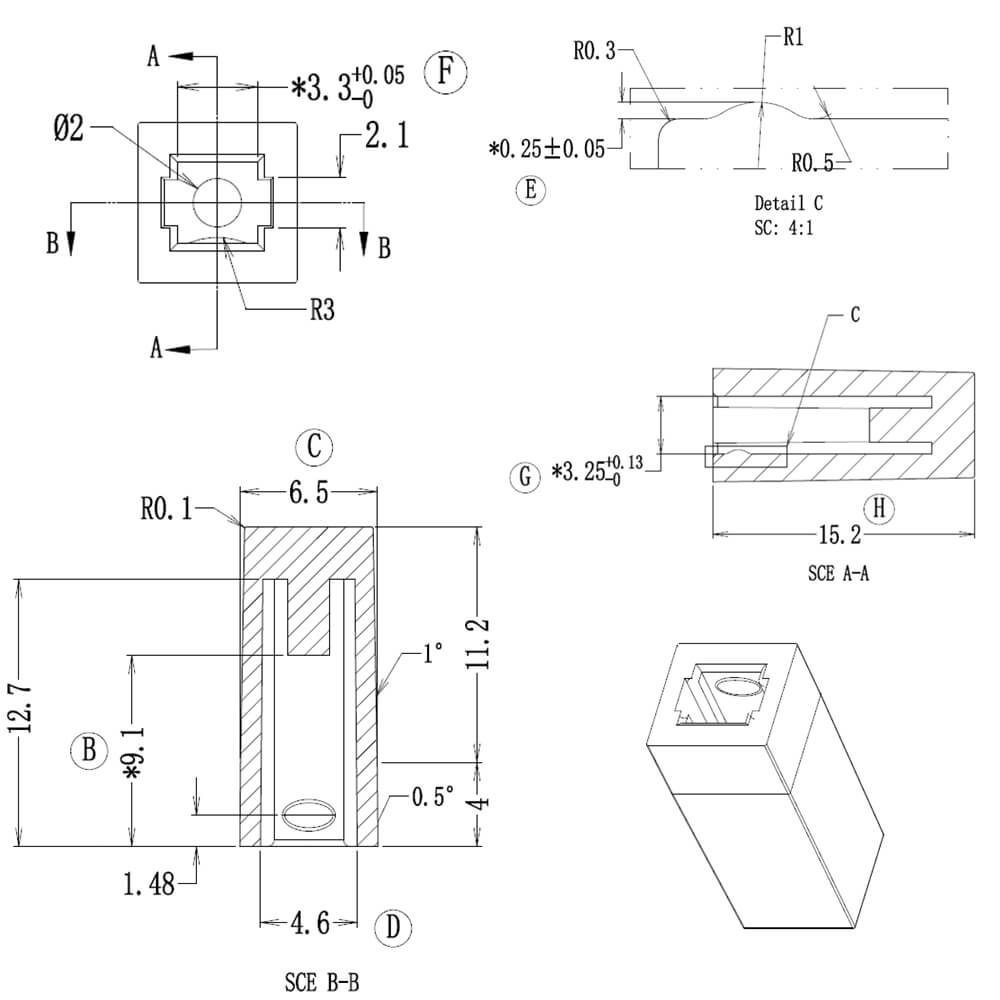 A
*3.3+0.05
-0
F
Ø2
2.1
B
B
R3
A
R0.3
R1
*0.25±0.05
E
R0.5
Detail C
SC: 4:1
C
G
*3.25+0.13
-0
H
15.2
SCE A-A
C
6.5
R0.1
12.7
B
*9.1
1°
11.2
0.5°
4
1.48
4.6
D
SCE B-B